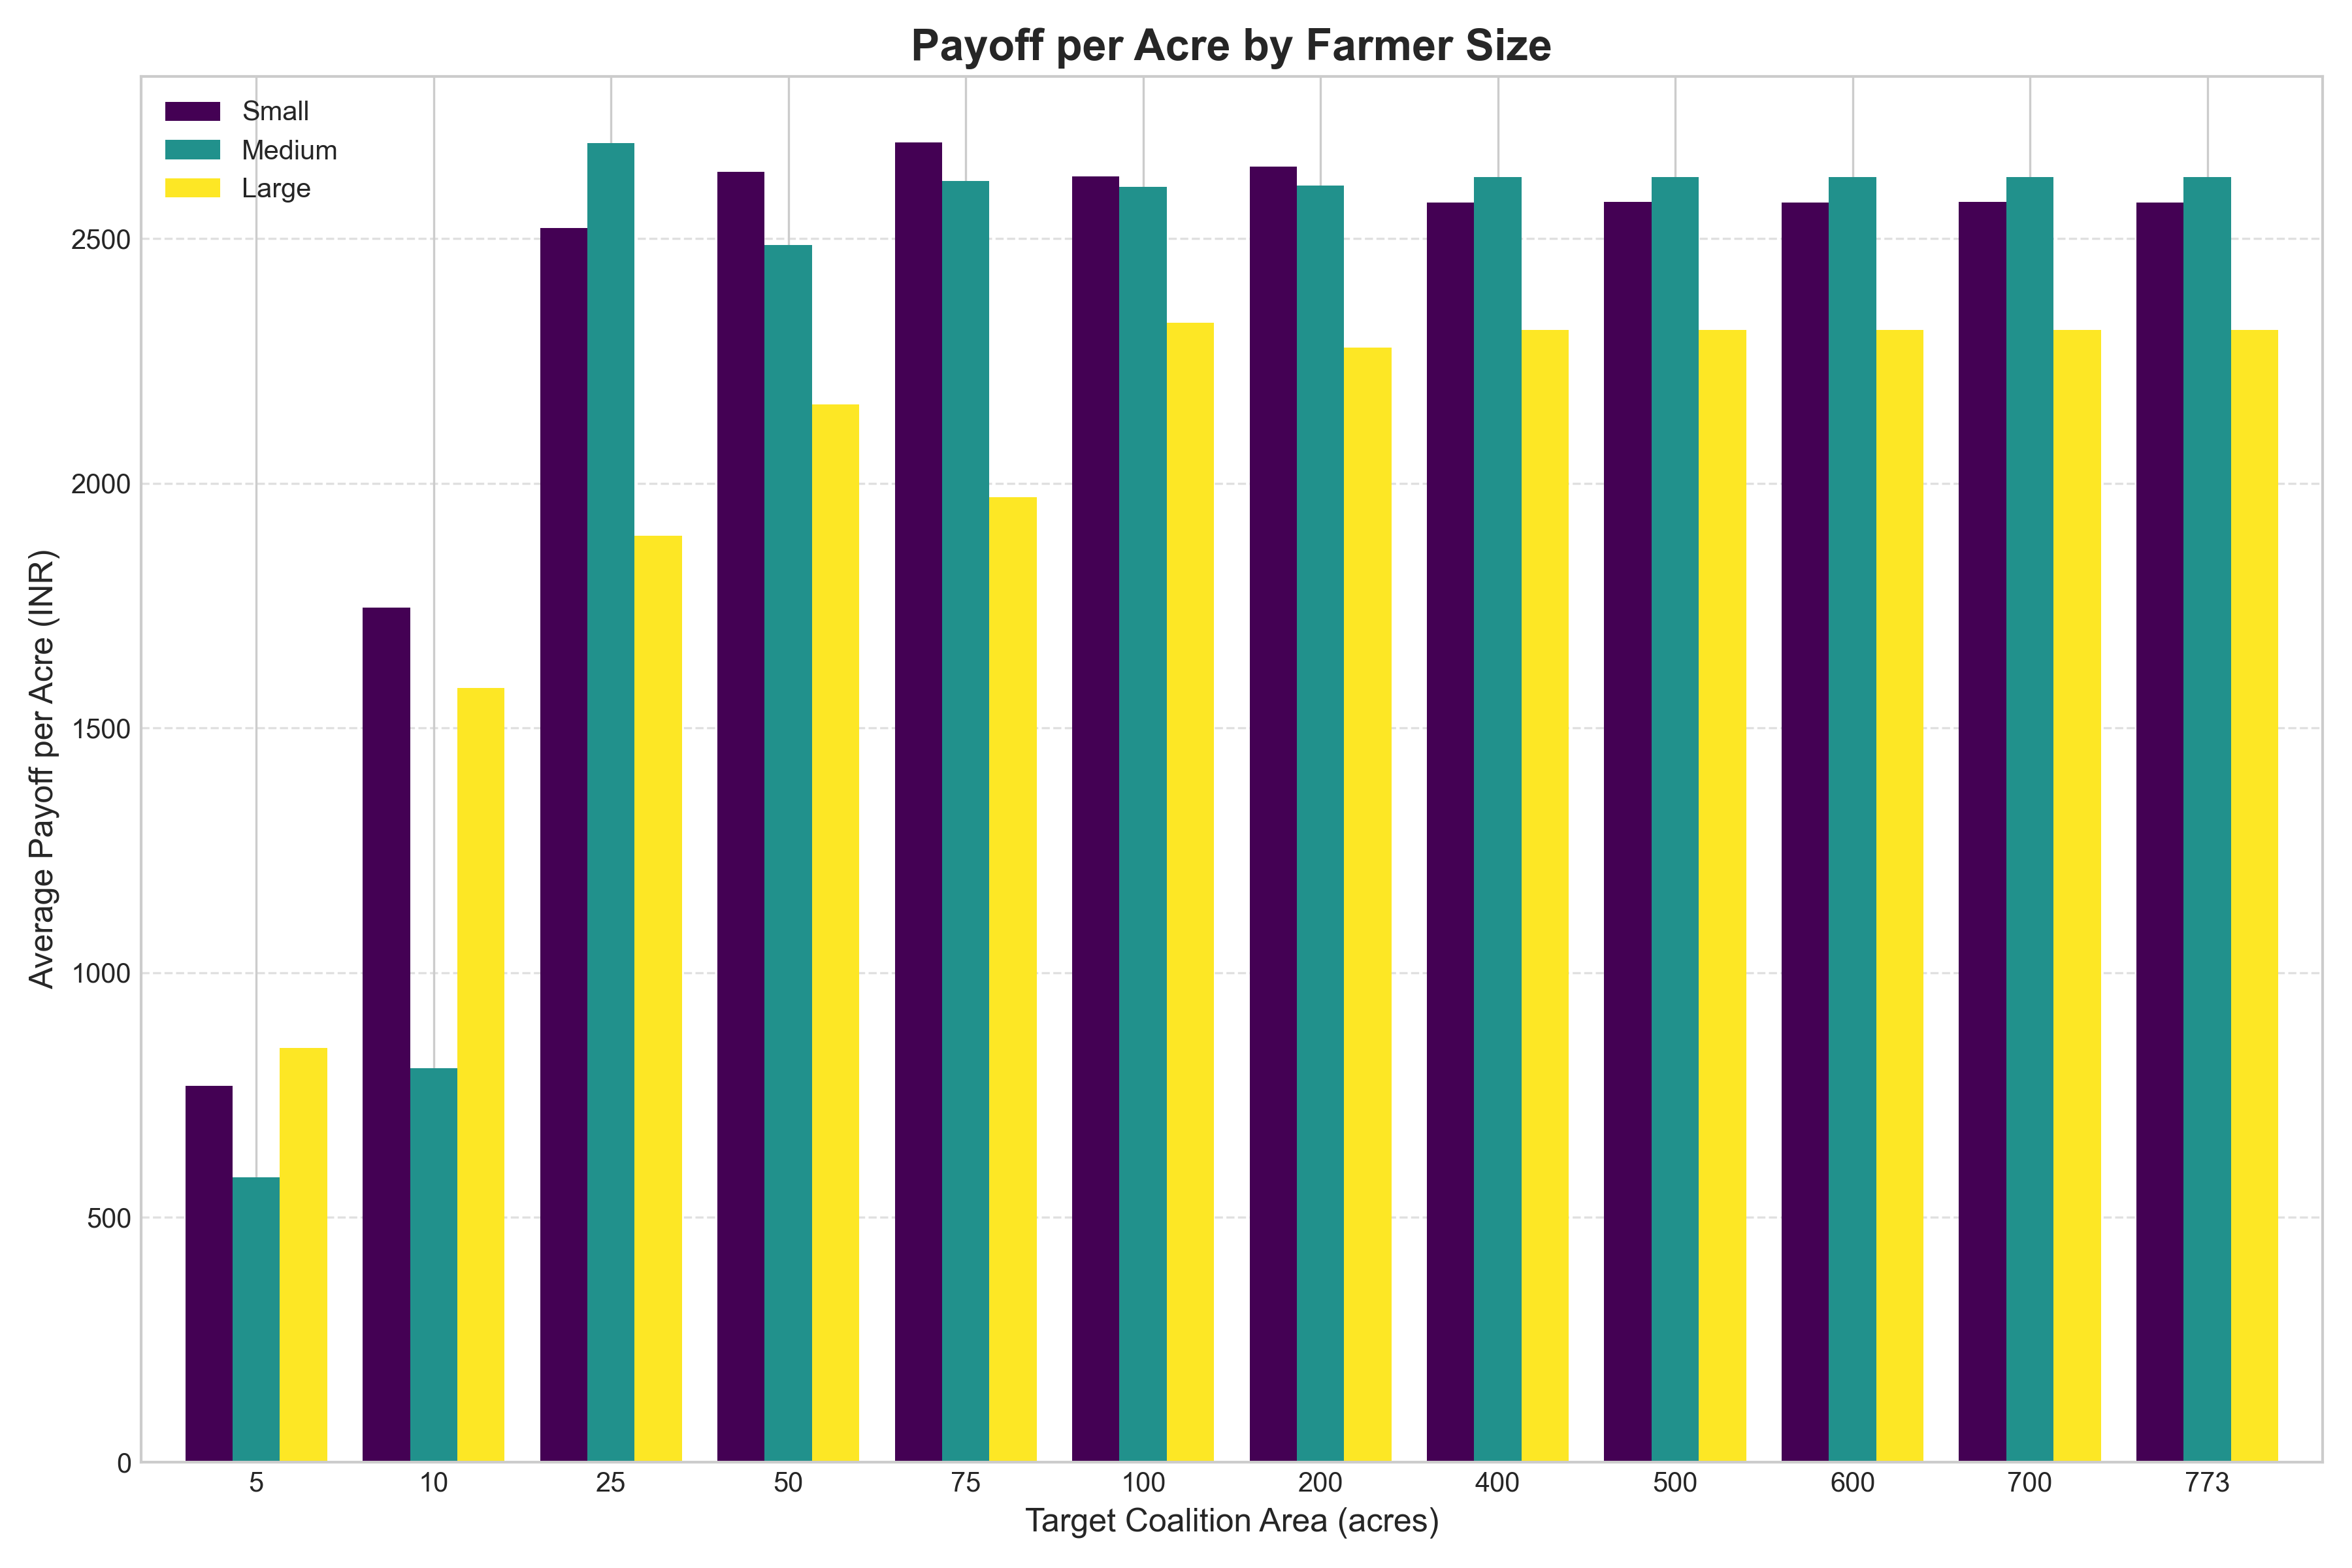 Payoff per Acre by Farmer Size
Small
Medium
Large
Average Payoff per Acre (INR)
2500
2000
1500
1000
500
0
5 10 25 50 75 100 200 400 500 600 700 773
Target Coalition Area (acres)